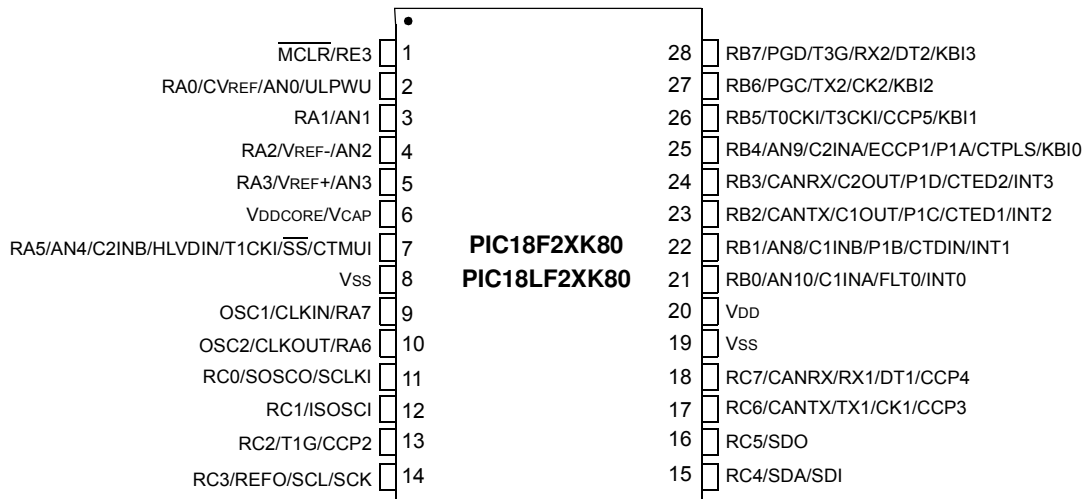 MCLR/RE3 1
RA0/CVREF/AN0/ULPWU 2
RA1/AN1 3
RA2/VREF-/AN2 4
RA3/VREF+/AN3 5
VDDCORE/VCAP 6
RA5/AN4/C2INB/HLVDIN/T1CKI/SS/CTMUI 7
VSS 8
OSC1/CLKIN/RA7 9
OSC2/CLKOUT/RA6 10
RC0/SOSCO/SCLKI 11
RC1/ISOSCI 12
RC2/T1G/CCP2 13
RC3/REFO/SCL/SCK 14
PIC18F2XK80
PIC18LF2XK80
28 RB7/PGD/T3G/RX2/DT2/KBI3
27 RB6/PGC/TX2/CK2/KBI2
26 RB5/T0CKI/T3CKI/CCP5/KBI1
25 RB4/AN9/C2INA/ECCP1/P1A/CTPLS/KBI0
24 RB3/CANRX/C2OUT/P1D/CTED2/INT3
23 RB2/CANTX/C1OUT/P1C/CTED1/INT2
22 RB1/AN8/C1INB/P1B/CTDIN/INT1
21 RB0/AN10/C1INA/FLT0/INT0
20 VDD
19 VSS
18 RC7/CANRX/RX1/DT1/CCP4
17 RC6/CANTX/TX1/CK1/CCP3
16 RC5/SDO
15 RC4/SDA/SDI